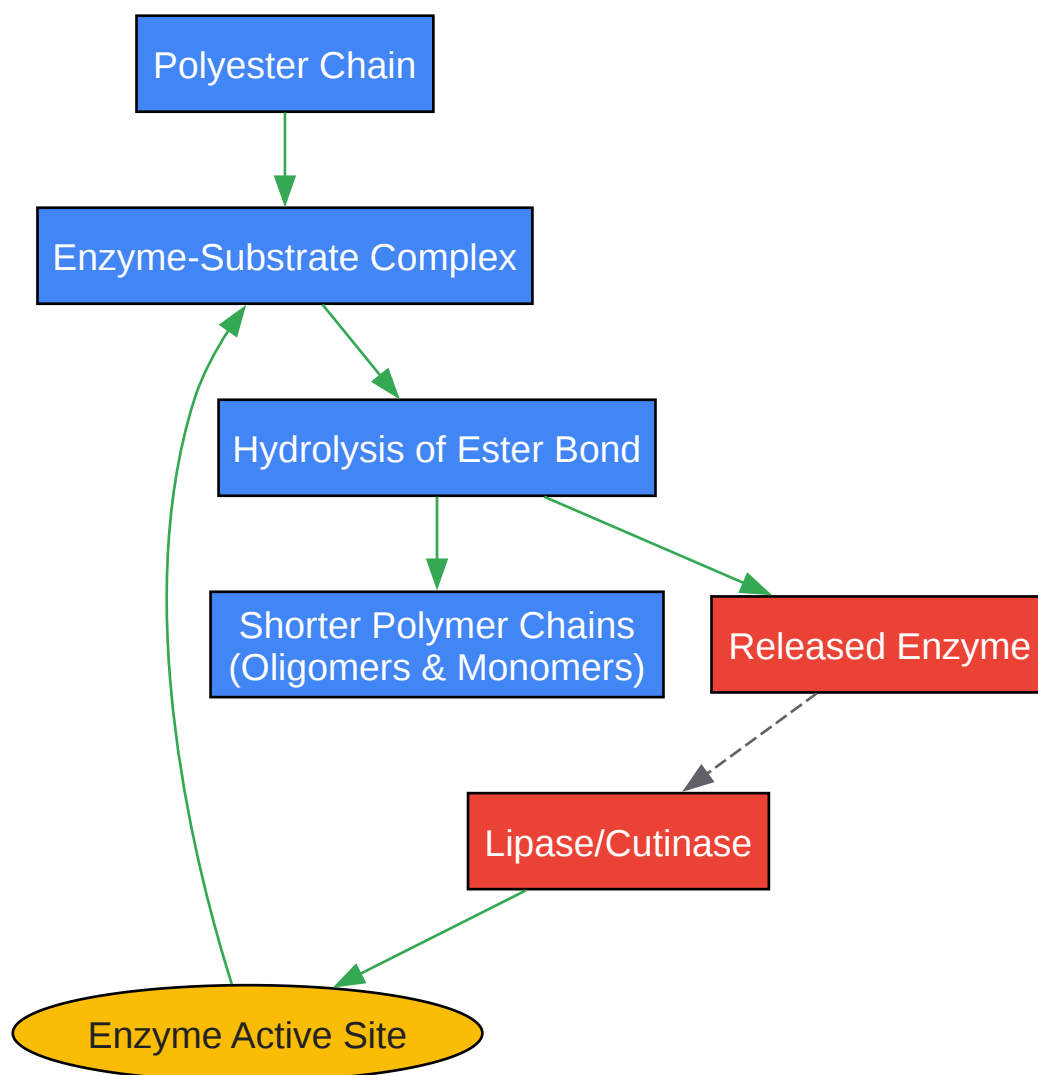 Polyester Chain
Enzyme-Substrate Complex
Hydrolysis of Ester Bond
Shorter Polymer Chains
(Oligomers & Monomers)
Released Enzyme
Lipase/Cutinase
Enzyme Active Site